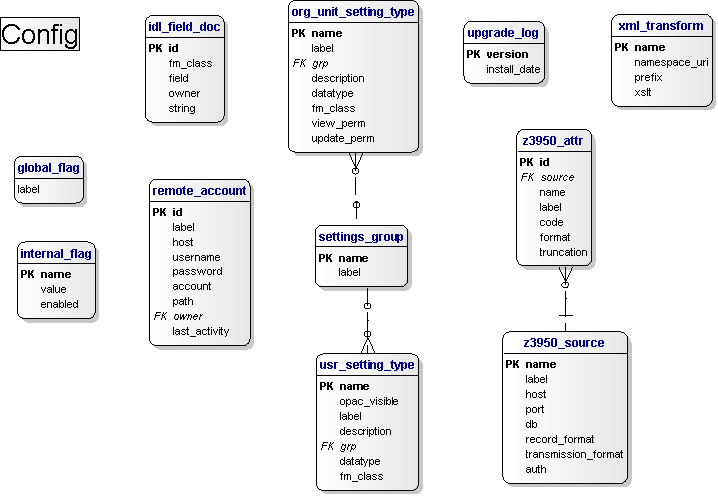 Config
idl_field_doc
PK id
fm_class
field
owner
string
org_unit_setting_type
PK name
label
FK grp
description
datatype
fm_class
view_perm
update_perm
upgrade_log
PK version
install_date
xml_transform
PK name
namespace_uri
prefix
xslt
global_flag
label
internal_flag
PK name
value
enabled
remote_account
PK id
label
host
username
password
account
path
FK owner
last_activity
settings_group
PK name
label
usr_setting_type
PK name
opac_visible
label
description
FK grp
datatype
fm_class
z3950_attr
PK id
FK source
name
label
code
format
truncation
z3950_source
PK name
label
host
port
db
record_format
transmission_format
auth